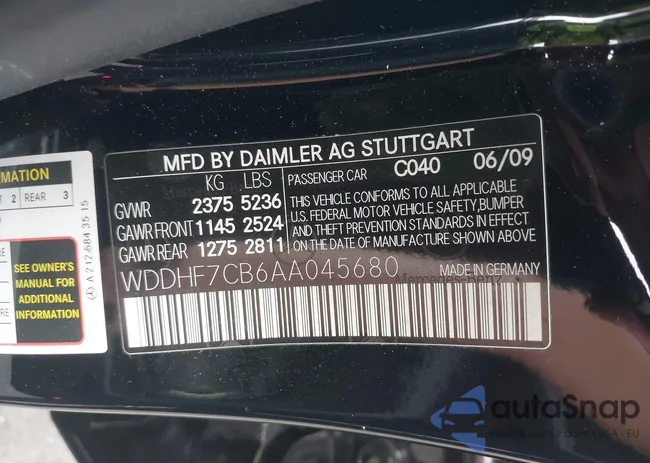 MFD BY DAIMLER AG STUTTGART
KG LBS
GVWR 2375 5236
GAWR FRONT 1145 2524
GAWR REAR 1275 2811
PASSENGER CAR C040 06/09
THIS VEHICLE CONFORMS TO ALL APPLICABLE
U.S. FEDERAL MOTOR VEHICLE SAFETY,BUMPER
AND THEFT PREVENTION STANDARDS IN EFFECT
ON THE DATE OF MANUFACTURE SHOWN ABOVE.
WDDHF7CB6AA045680
MADE IN GERMANY
Mercedes-Benz
RMATION
2 REAR 3
SEE OWNER'S
MANUAL FOR
ADDITIONAL
INFORMATION
A 212 584 35 15
autoSnap